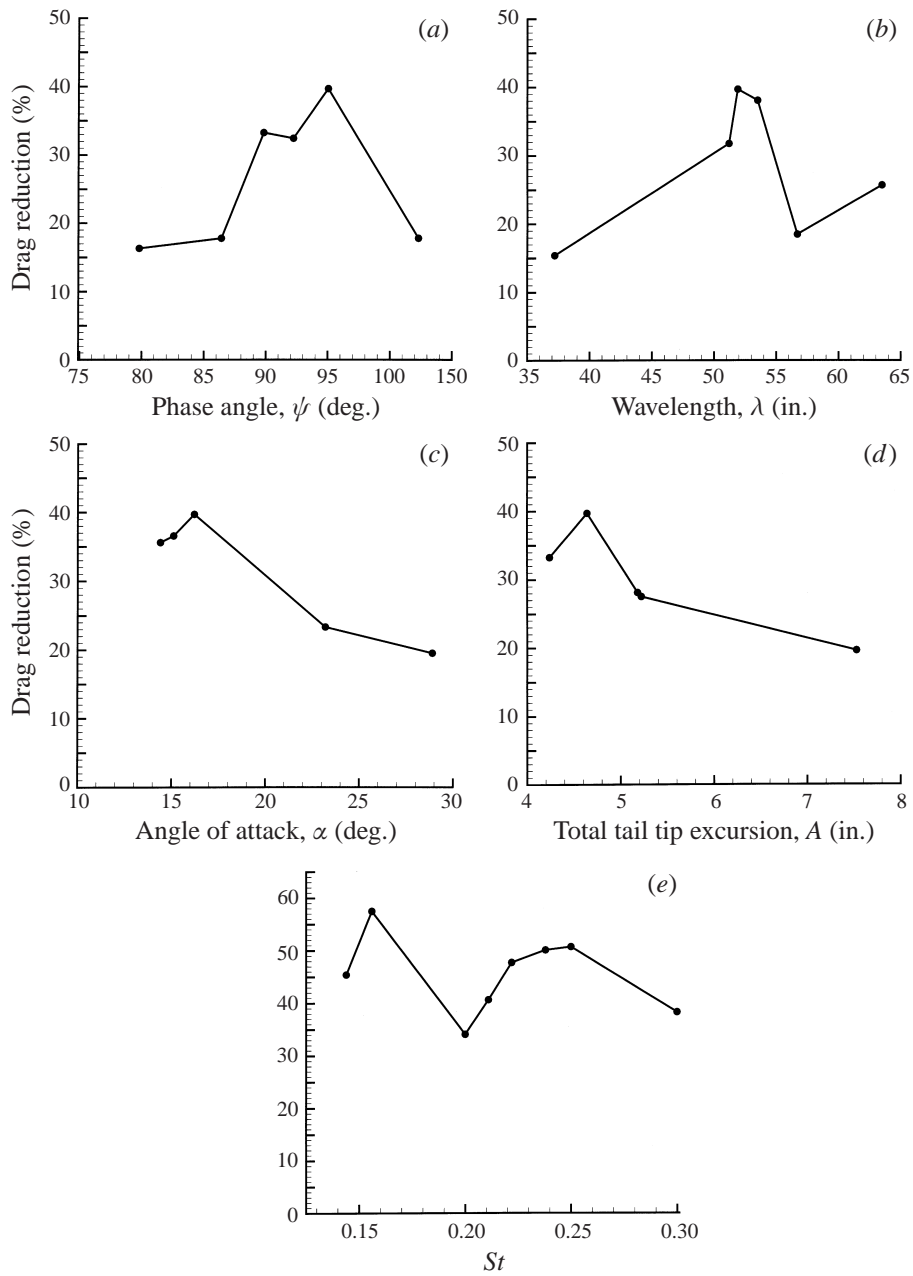 50
(a)
40
30
20
10
0
Drag reduction (%)
75 80 85 90 95 100 150
Phase angle, ψ (deg.)
50
(b)
40
30
20
10
0
35 40 45 50 55 60 65
Wavelength, λ (in.)
50
(c)
40
30
20
10
0
Drag reduction (%)
10 15 20 25 30
Angle of attack, α (deg.)
50
(d)
40
30
20
10
0
4 5 6 7 8
Total tail tip excursion, A (in.)
60
(e)
50
40
30
20
10
0
0.15 0.20 0.25 0.30
St